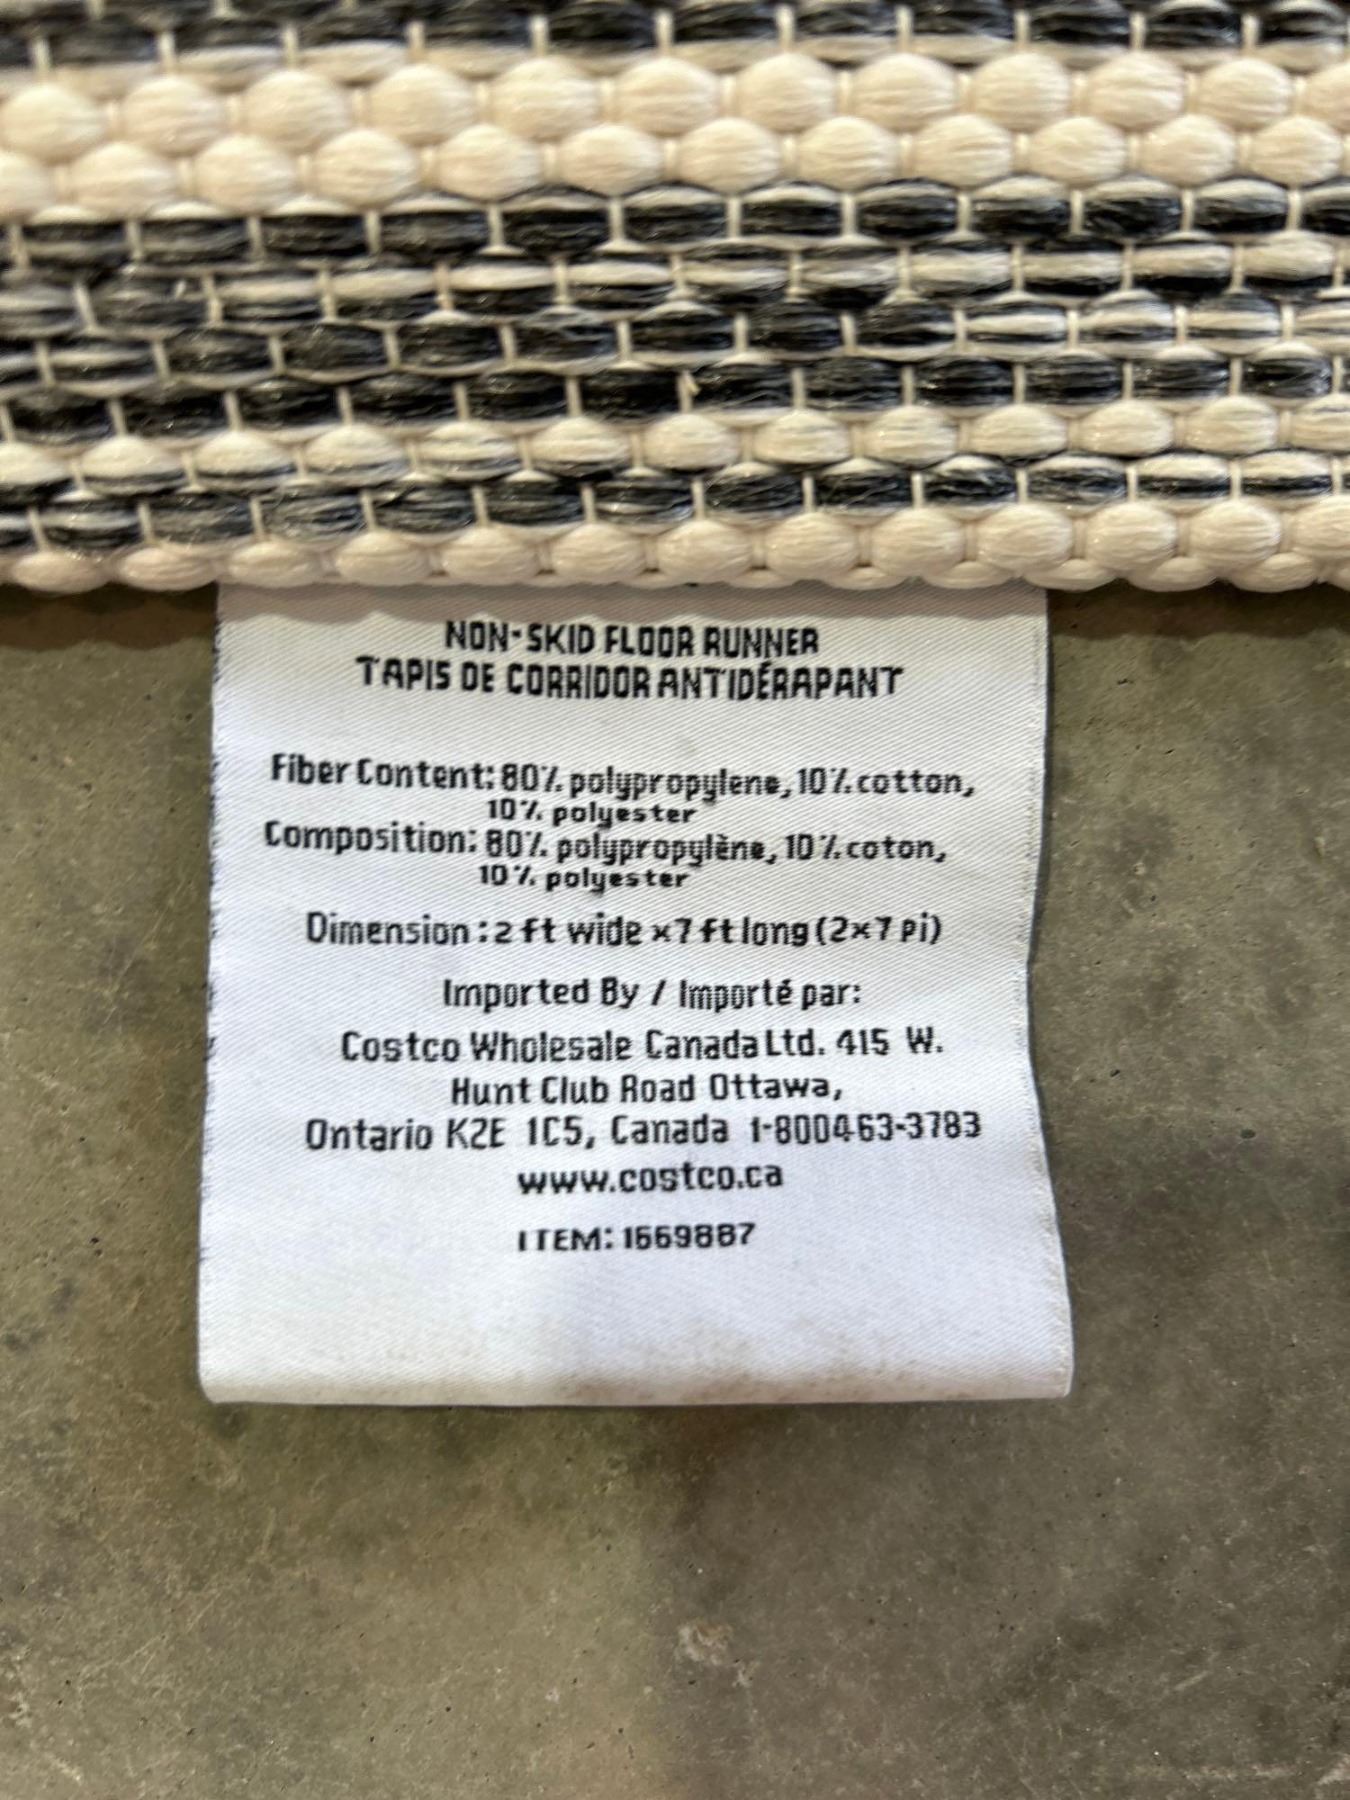 NON-SKID FLOOR RUNNER
TAPIS DE CORRIDOR ANTIDÉRAPANT
Fiber Content: 80% polypropylene, 10% cotton,
10% polyester
Composition: 80% polypropylène, 10% coton,
10% polyester
Dimension : 2 ft wide x 7 ft long (2x7 pi)
Imported By / Importé par:
Costco Wholesale Canada Ltd. 415 W.
Hunt Club Road Ottawa,
Ontario K2E 1C5, Canada 1-800463-3783
www.costco.ca
ITEM: 1669887